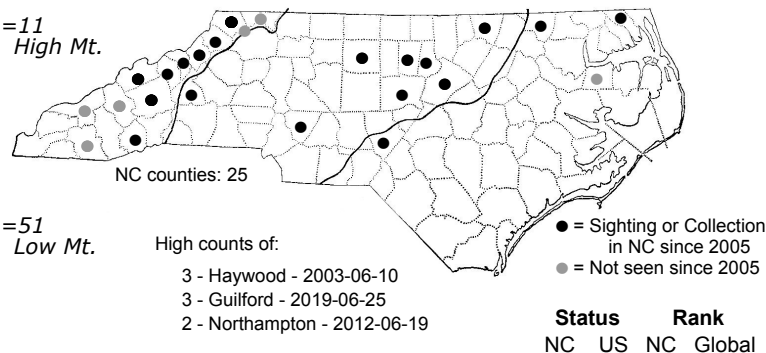 =11
High Mt.
NC counties: 25
=51
Low Mt.
High counts of:
3 - Haywood - 2003-06-10
3 - Guilford - 2019-06-25
2 - Northampton - 2012-06-19
● = Sighting or Collection
in NC since 2005
● = Not seen since 2005
Status Rank
NC US NC Global